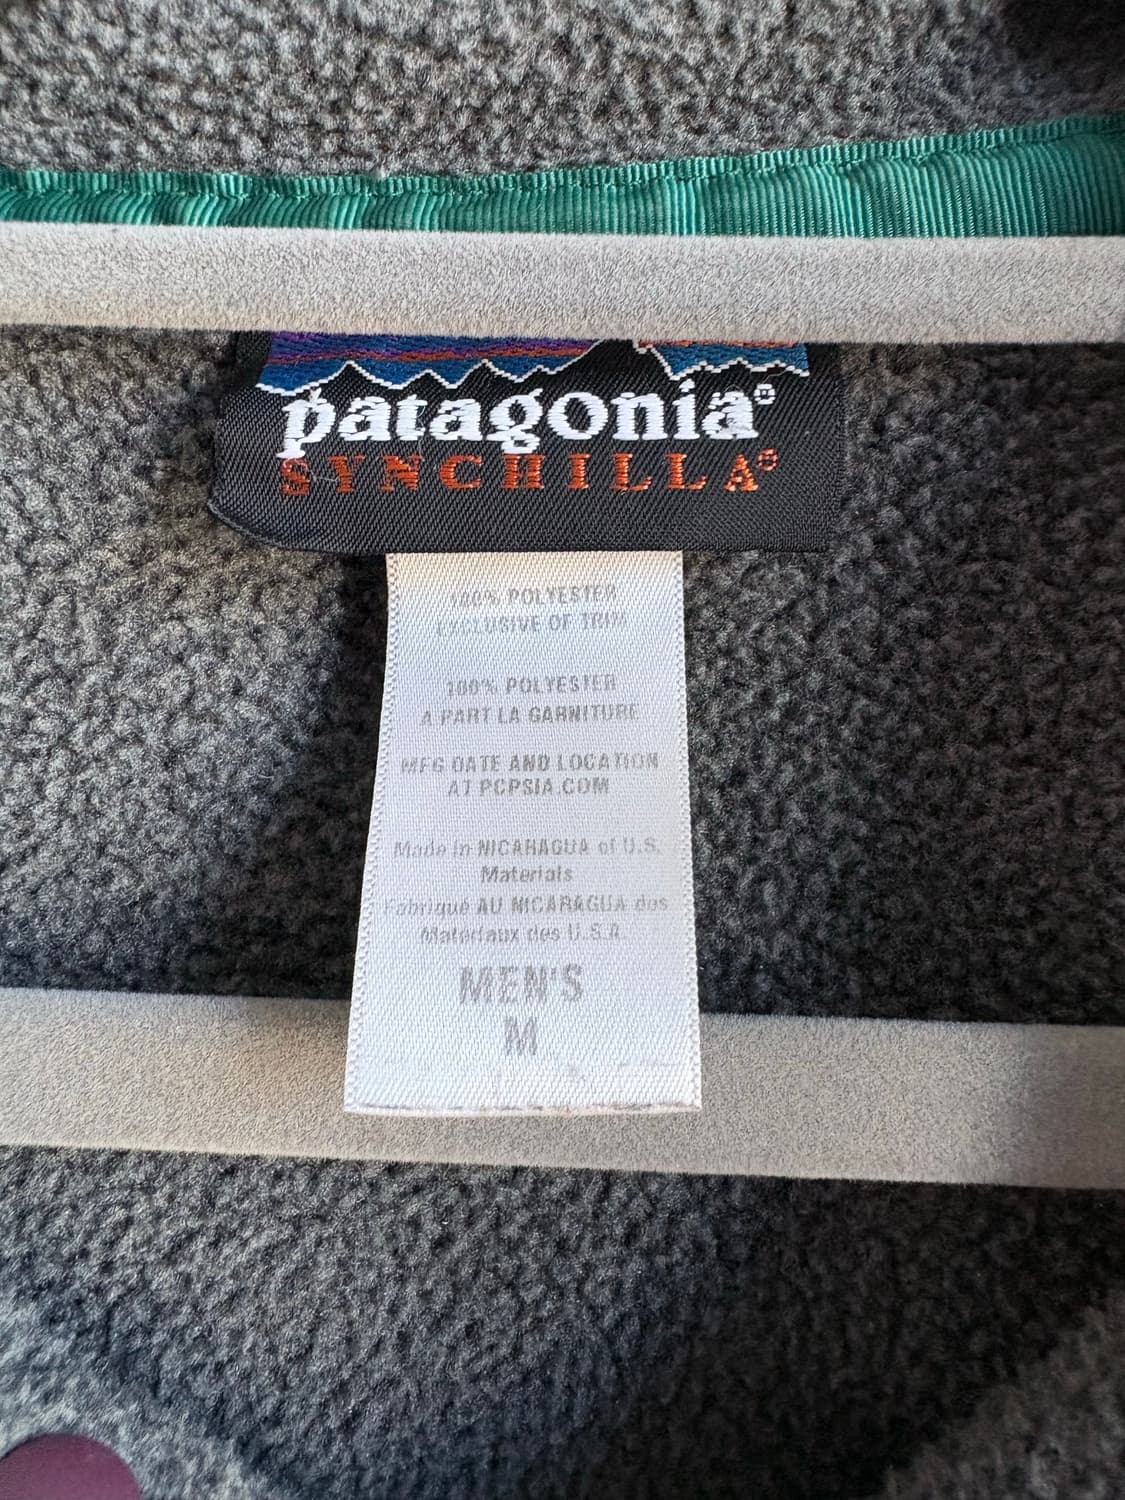 patagonia®
SYNCHILLA®
100% POLYESTER
EXCLUSIVE OF TRIM
100% POLYESTER
A PART LA GARNITURE
MFG DATE AND LOCATION
AT PCPSIA.COM
Made in NICARAGUA of U.S.
Materials
Fabriqué AU NICARAGUA des
Materiaux des U.S.A.
MEN'S
M